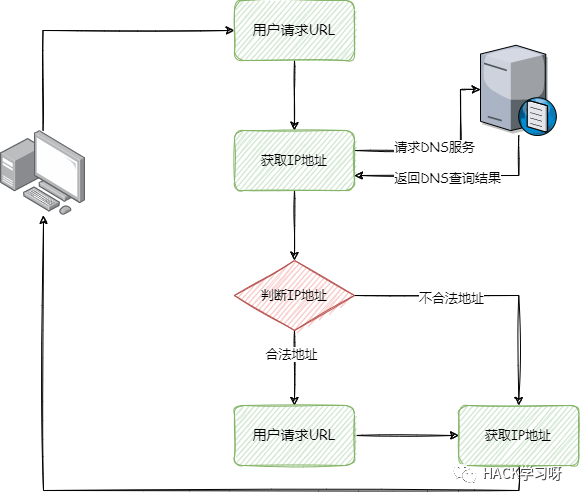 用户请求URL
获取IP地址
请求DNS服务
返回DNS查询结果
判断IP地址
不合法地址
合法地址
用户请求URL
获取IP地址
HACK学习呀